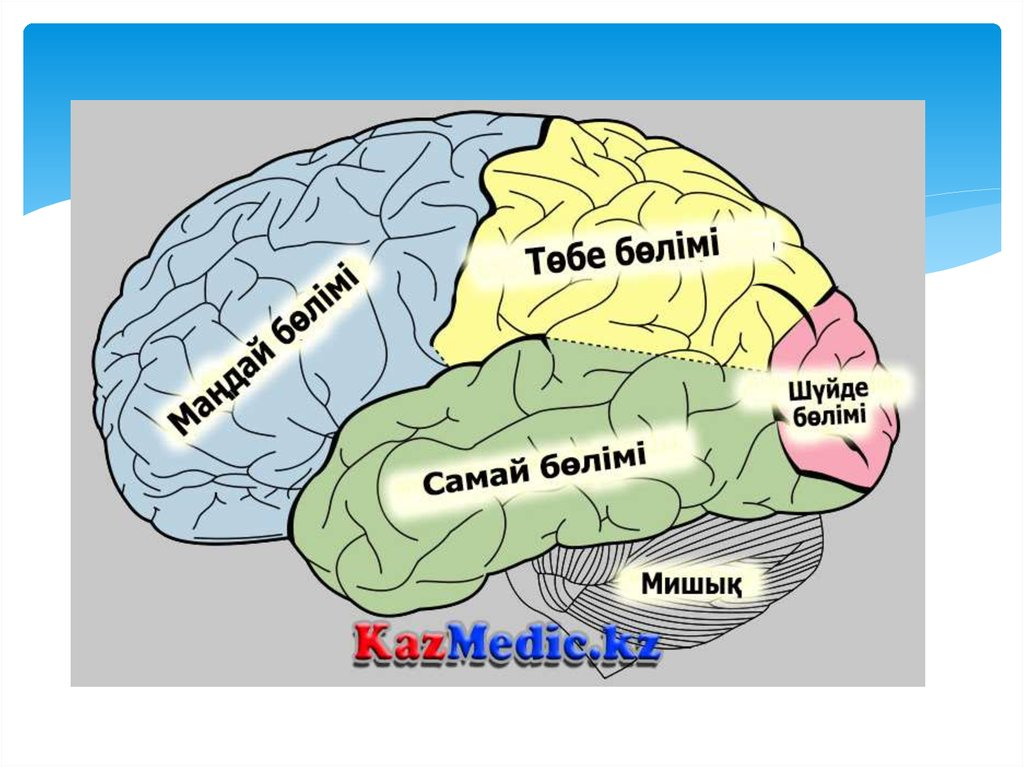 Төбе бөлімі
Маңдай бөлімі
Шүйде
бөлімі
Самай бөлімі
Мишық
KazMedic.kz